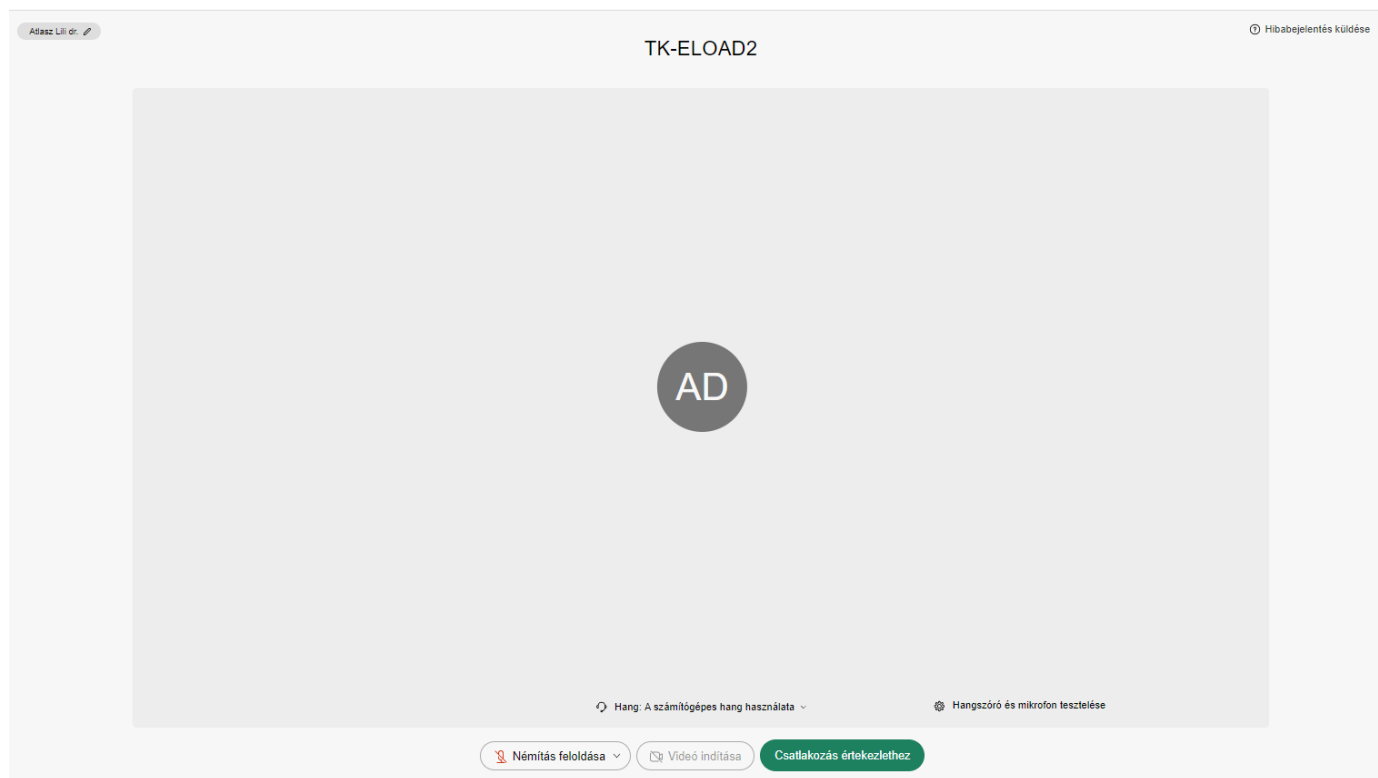 Atlasz Lili dr.
Hibabejelentés küldése
TK-ELOAD2
AD
Hang: A számítógépes hang használata
Hangszóró és mikrofon tesztelése
Némítás feloldása
Videó indítása
Csatlakozás értekezlethez